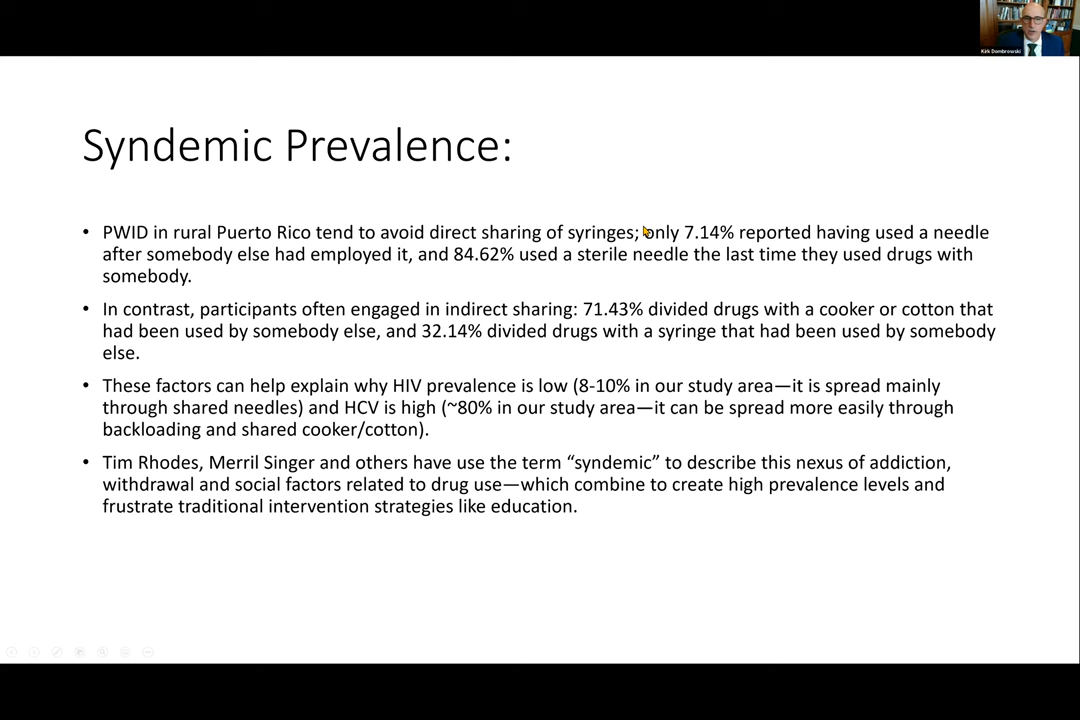 Kirk Dombrowski
Syndemic Prevalence:
• PWID in rural Puerto Rico tend to avoid direct sharing of syringes; only 7.14% reported having used a needle
after somebody else had employed it, and 84.62% used a sterile needle the last time they used drugs with
somebody.
• In contrast, participants often engaged in indirect sharing: 71.43% divided drugs with a cooker or cotton that
had been used by somebody else, and 32.14% divided drugs with a syringe that had been used by somebody
else.
• These factors can help explain why HIV prevalence is low (8-10% in our study area—it is spread mainly
through shared needles) and HCV is high (~80% in our study area—it can be spread more easily through
backloading and shared cooker/cotton).
• Tim Rhodes, Merril Singer and others have use the term “syndemic” to describe this nexus of addiction,
withdrawal and social factors related to drug use—which combine to create high prevalence levels and
frustrate traditional intervention strategies like education.